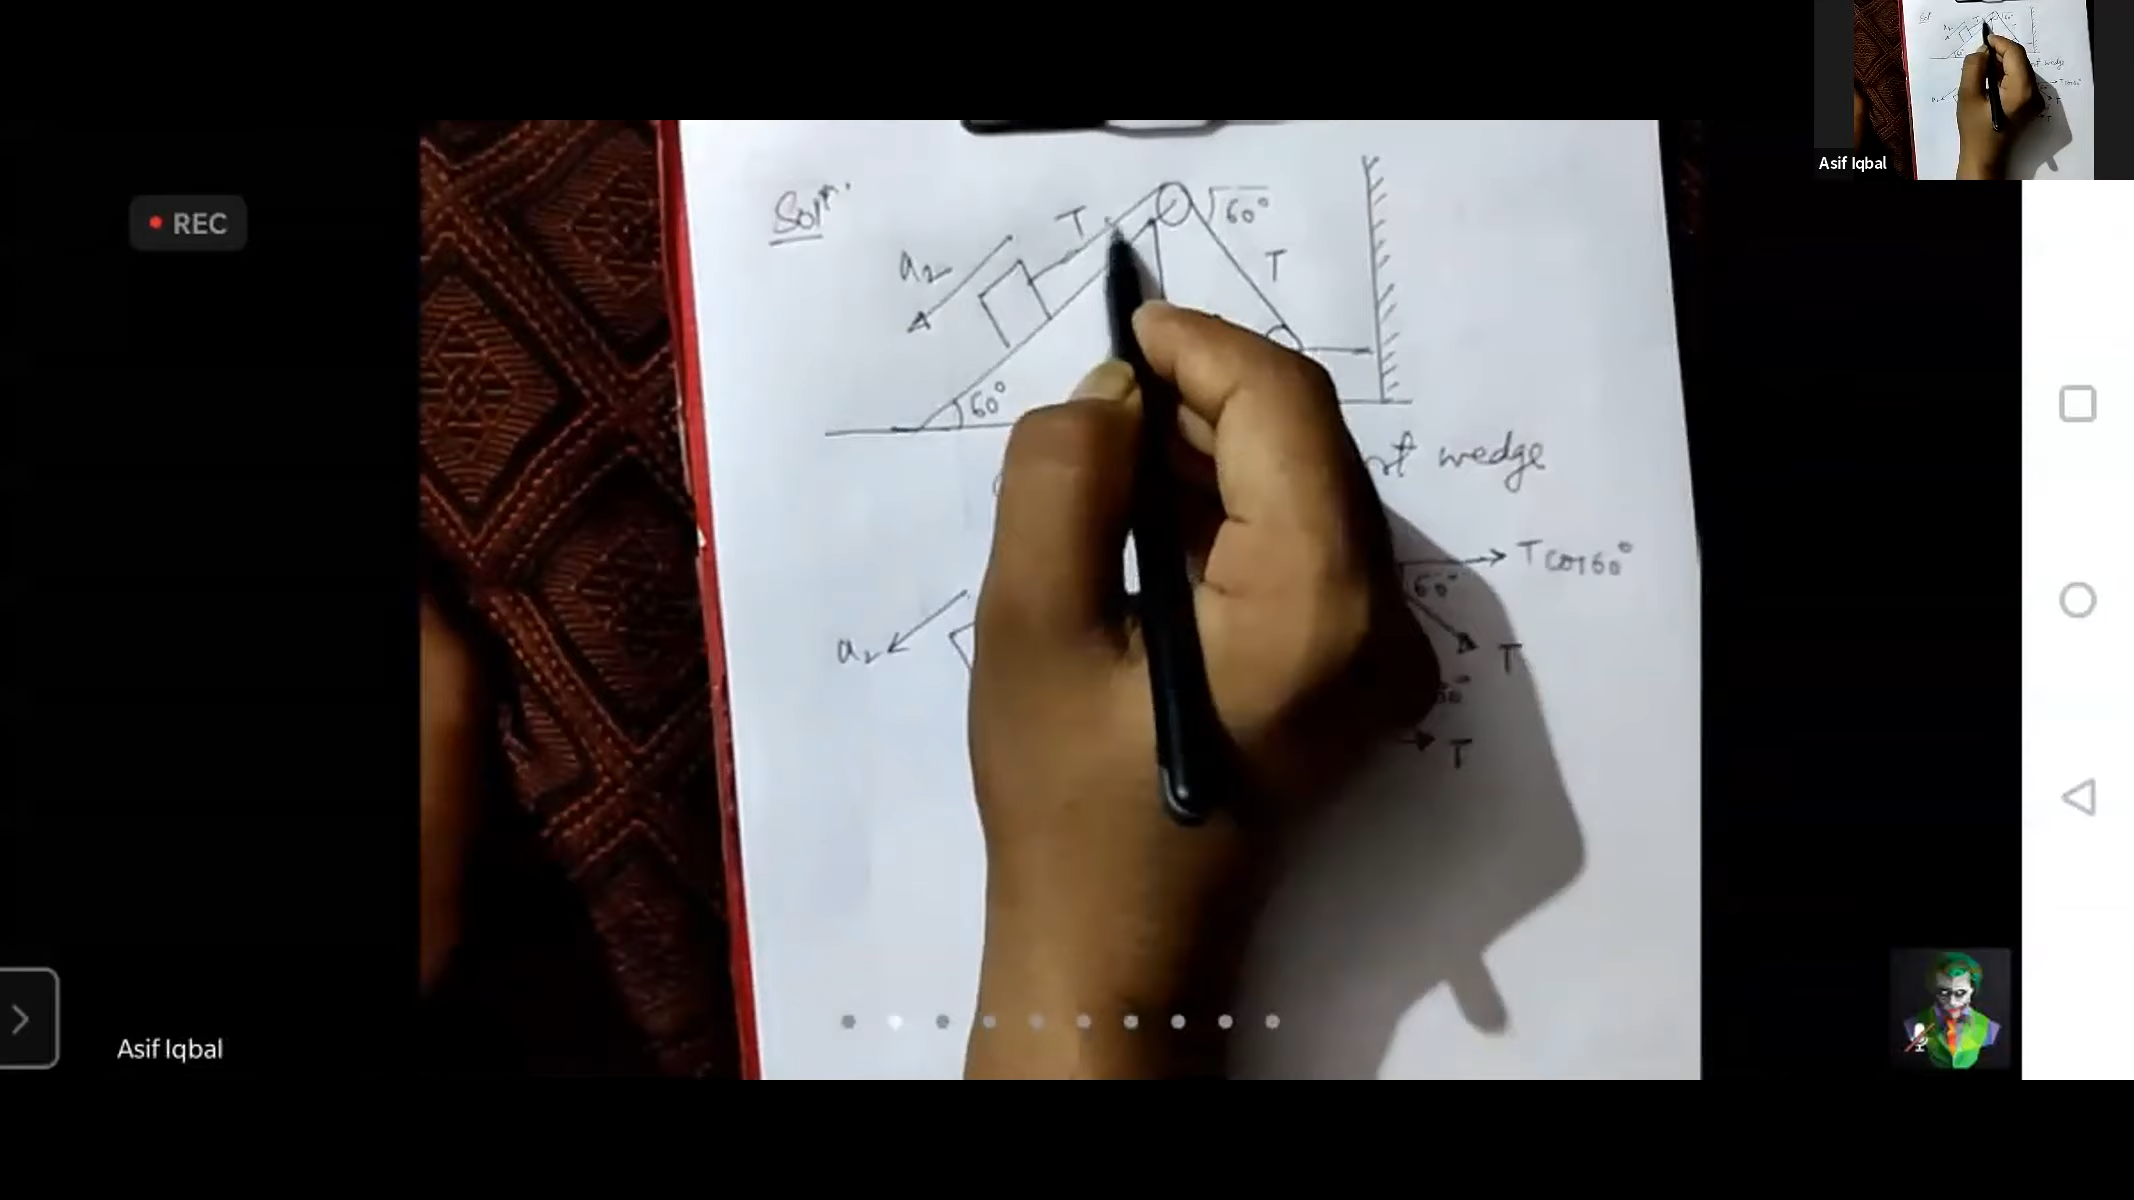 Asif Iqbal
REC
Solⁿ.
T
60°
a₂
T
60°
wedge
T cos60°
60°
a₂
T
T
Asif Iqbal